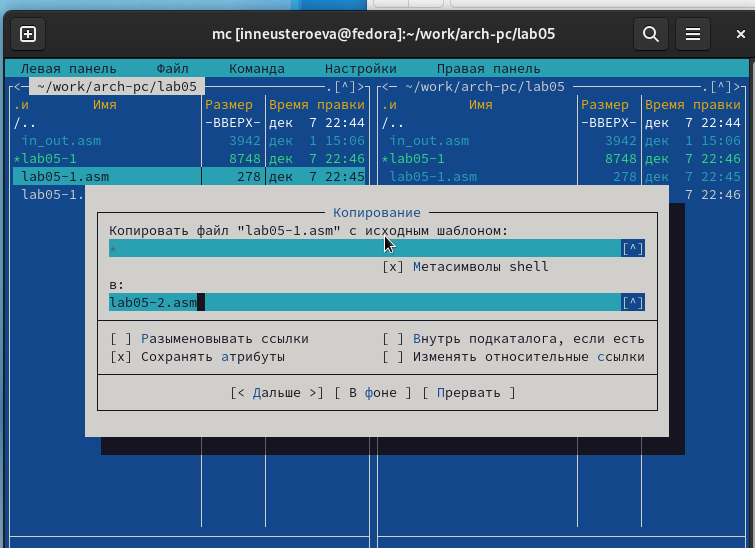 mc [inneusteroeva@fedora]:~/work/arch-pc/lab05
Левая панель Файл Команда Настройки Правая панель
<─ ~/work/arch-pc/lab05 ─.[^]> <─ ~/work/arch-pc/lab05 ─.[^]>
.и Имя Размер Время правки .и Имя Размер Время правки
/.. -ВВЕРХ- дек 7 22:44 /.. -ВВЕРХ- дек 7 22:44
in_out.asm 3942 дек 1 15:06 in_out.asm 3942 дек 1 15:06
*lab05-1 8748 дек 7 22:46 *lab05-1 8748 дек 7 22:46
lab05-1.asm 278 дек 7 22:45 lab05-1.asm 278 дек 7 22:45
lab05-1. 7 22:46
Копирование
Копировать файл "lab05-1.asm" с исходным шаблоном:
* [^]
[x] Метасимволы shell
в:
lab05-2.asm [^]
[ ] Разыменовывать ссылки [ ] Внутрь подкаталога, если есть
[x] Сохранять атрибуты [ ] Изменять относительные ссылки
[< Дальше >] [ В фоне ] [ Прервать ]